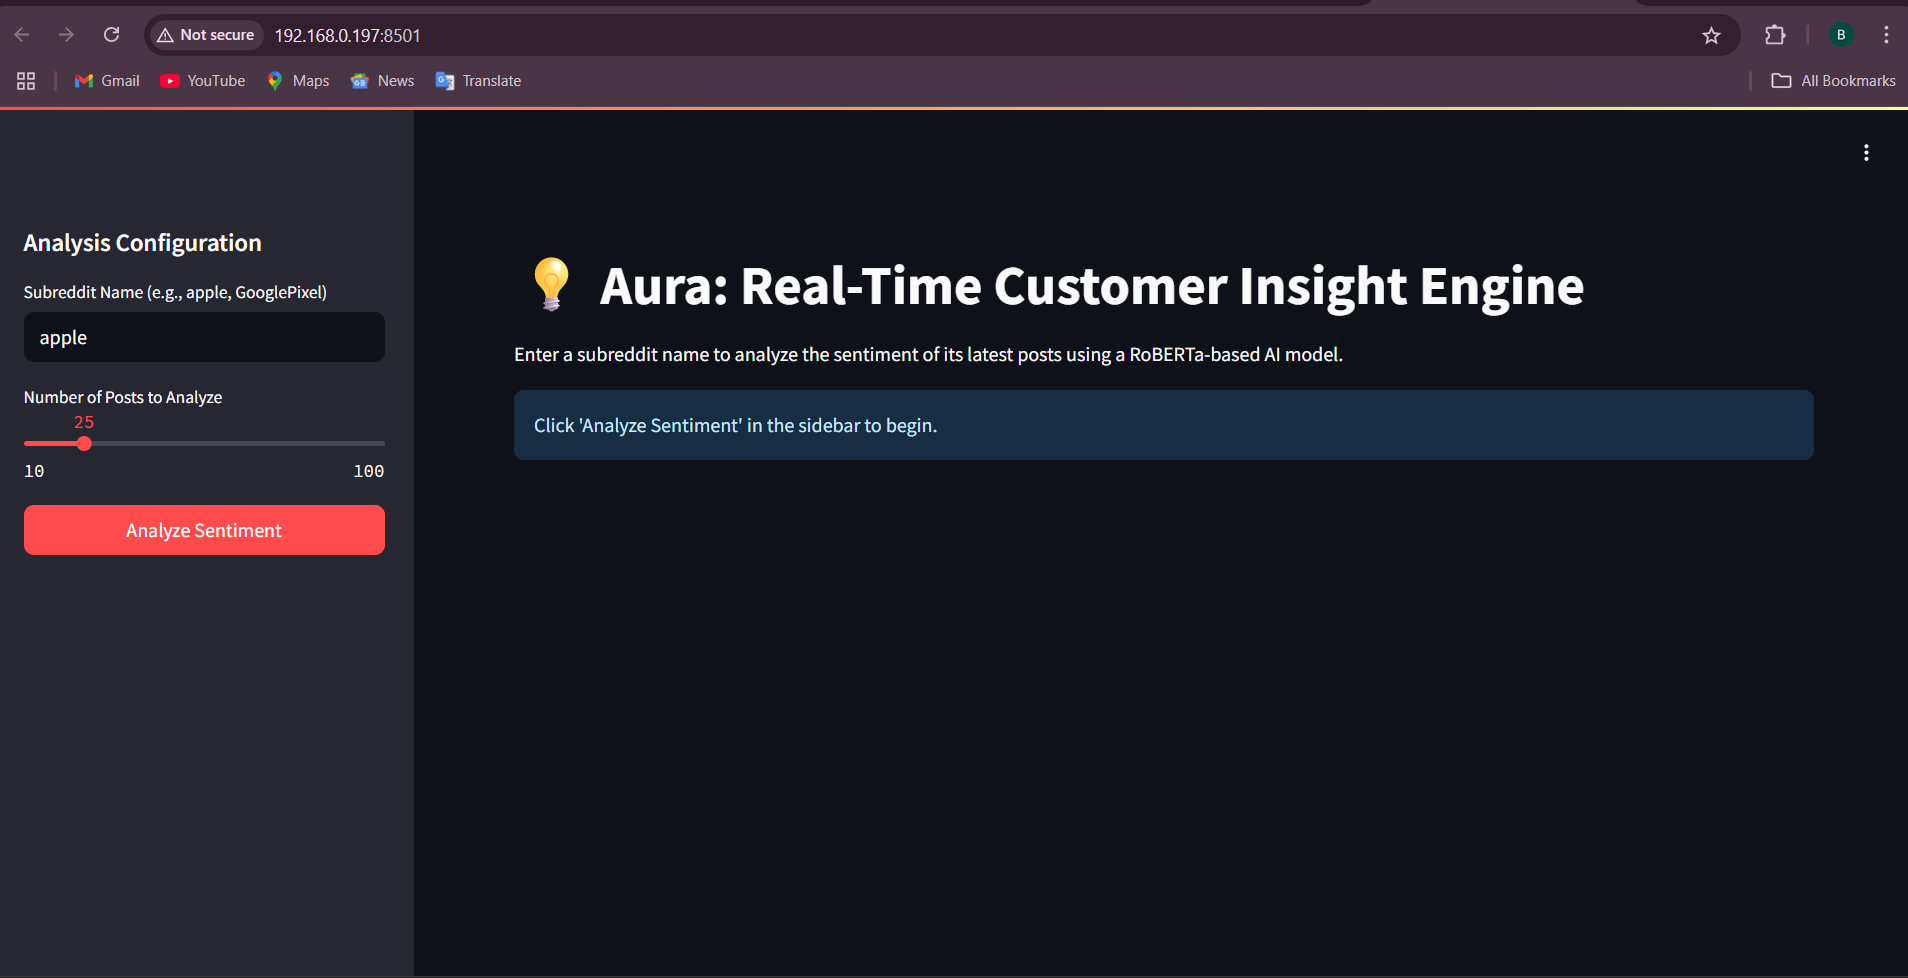 Not secure 192.168.0.197:8501 B
Gmail YouTube Maps News Translate All Bookmarks
Analysis Configuration
Subreddit Name (e.g., apple, GooglePixel)
apple
Number of Posts to Analyze
25
10 100
Analyze Sentiment
Aura: Real-Time Customer Insight Engine
Enter a subreddit name to analyze the sentiment of its latest posts using a RoBERTa-based AI model.
Click 'Analyze Sentiment' in the sidebar to begin.